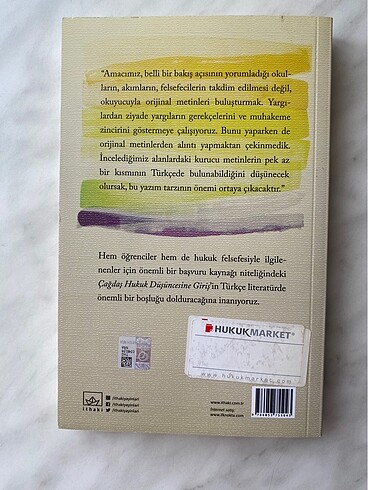 "Amacımız, belli bir bakış açısının yorumladığı okul-
ların, akımların, felsefecilerin takdim edilmesi değil,
okuyucuyla orijinal metinleri buluşturmak. Yargı-
lardan ziyade yargıların gerekçelerini ve muhakeme
zincirini göstermeye çalışıyoruz. Bunu yaparken de
orijinal metinlerden alıntı yapmaktan çekinmedik.
İncelediğimiz alanlardaki kurucu metinlerin pek az
bir kısmının Türkçede bulunabildiğini düşünecek
olursak, bu yazım tarzının önemi ortaya çıkacaktır."
Hem öğrenciler hem de hukuk felsefesiyle ilgile-
nenler için önemli bir başvuru kaynağı niteliğindeki
Çağdaş Hukuk Düşüncesine Giriş'in Türkçe literatürde
önemli bir boşluğu dolduracağına inanıyoruz.
HUKUKMARKET
www.hukukmarket.com
ithaki
/ithakiyayinlari
/ithakiyayinlari
/ithakiyayinlari
www.ithaki.com.tr
İnternet satış:
www.ilknokta.com